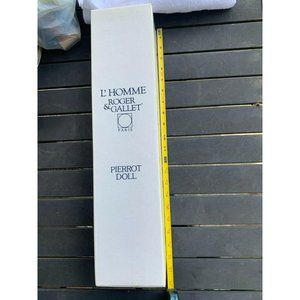 L'HOMME
ROGER
& GALLET
PARIS
PIERROT
DOLL